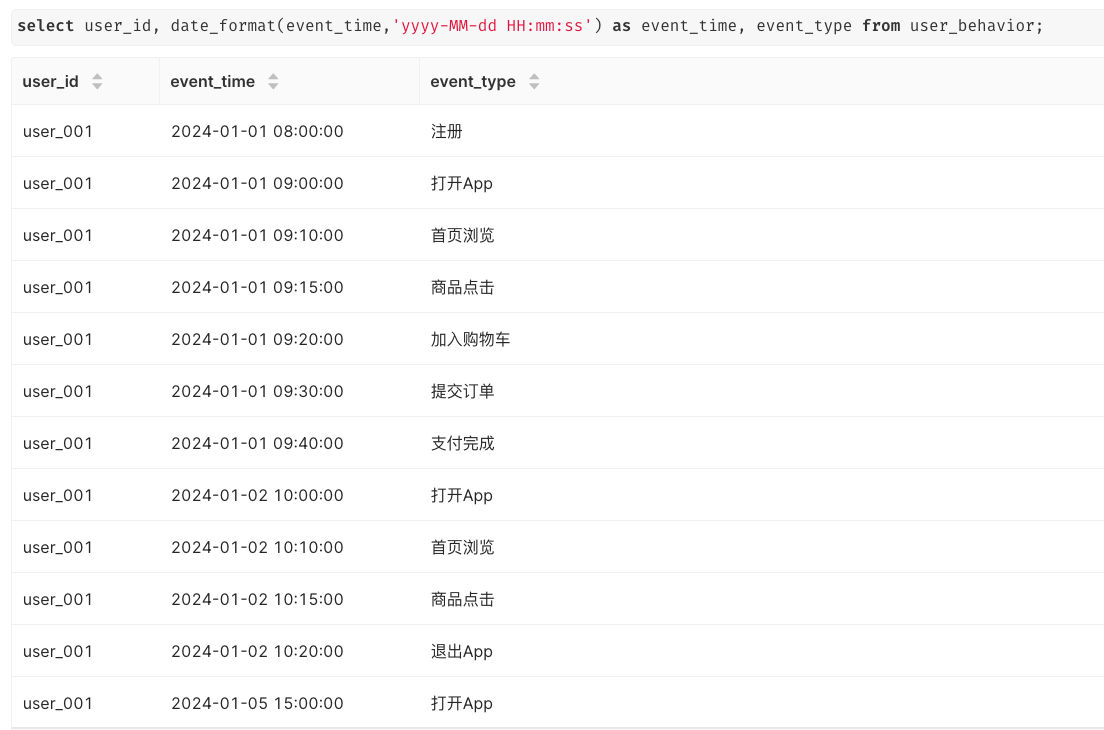 select user_id, date_format(event_time,'yyyy-MM-dd HH:mm:ss') as event_time, event_type from user_behavior;
user_id event_time event_type
user_001 2024-01-01 08:00:00 注册
user_001 2024-01-01 09:00:00 打开App
user_001 2024-01-01 09:10:00 首页浏览
user_001 2024-01-01 09:15:00 商品点击
user_001 2024-01-01 09:20:00 加入购物车
user_001 2024-01-01 09:30:00 提交订单
user_001 2024-01-01 09:40:00 支付完成
user_001 2024-01-02 10:00:00 打开App
user_001 2024-01-02 10:10:00 首页浏览
user_001 2024-01-02 10:15:00 商品点击
user_001 2024-01-02 10:20:00 退出App
user_001 2024-01-05 15:00:00 打开App